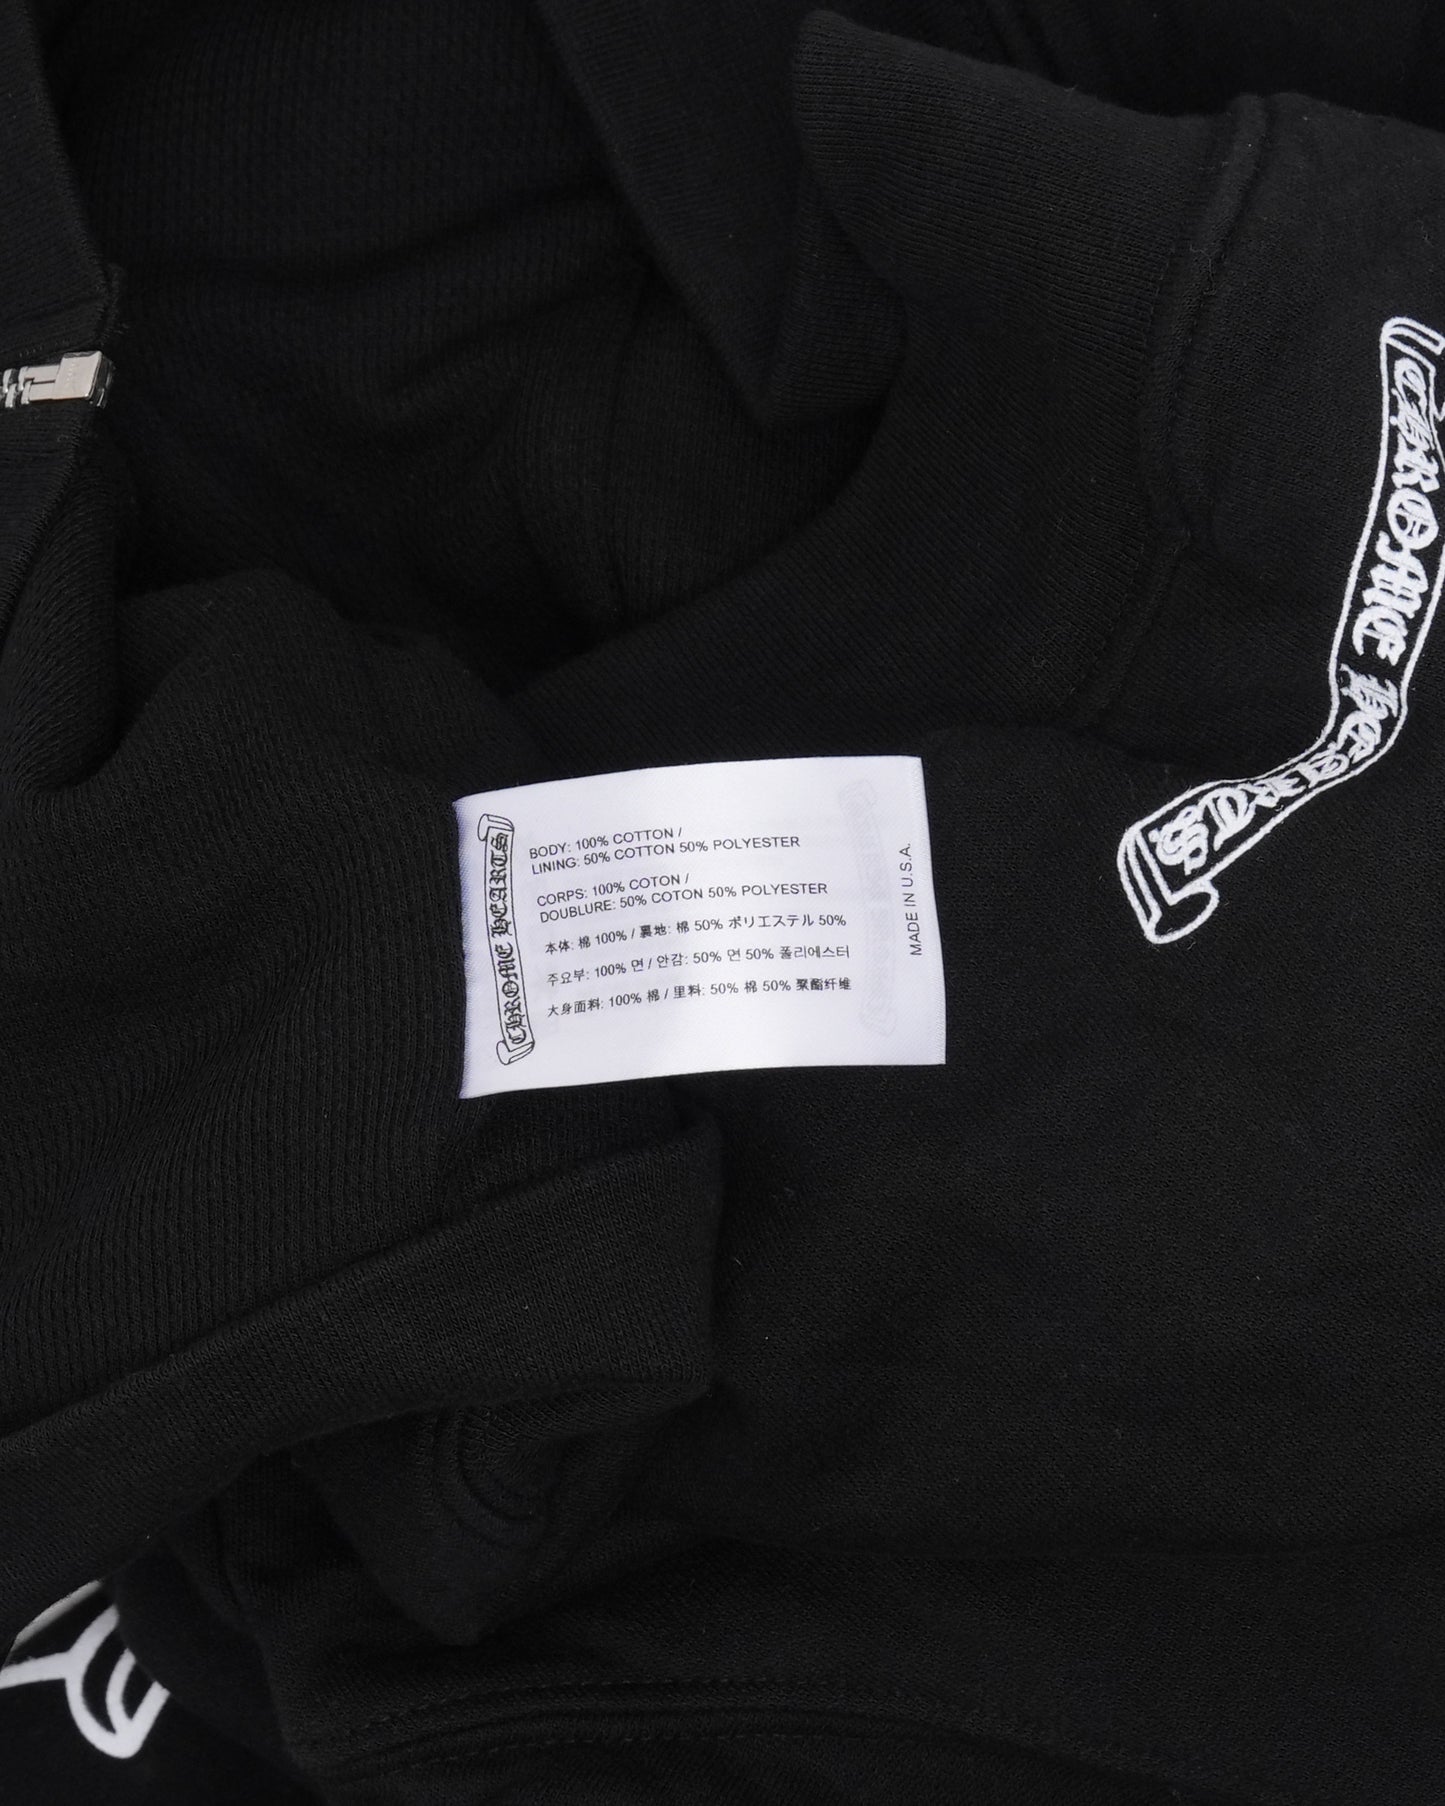 CHROME HEARTS
CHROME HEARTS
BODY: 100% COTTON /
LINING: 50% COTTON 50% POLYESTER
CORPS: 100% COTON /
DOUBLURE: 50% COTON 50% POLYESTER
本体: 棉 100% / 裏地: 棉 50% ポリエステル 50%
주요부: 100% 면 / 안감: 50% 면 50% 폴리에스터
大身面料: 100% 棉 / 里料: 50% 棉 50% 聚酯纤维
MADE IN U.S.A.